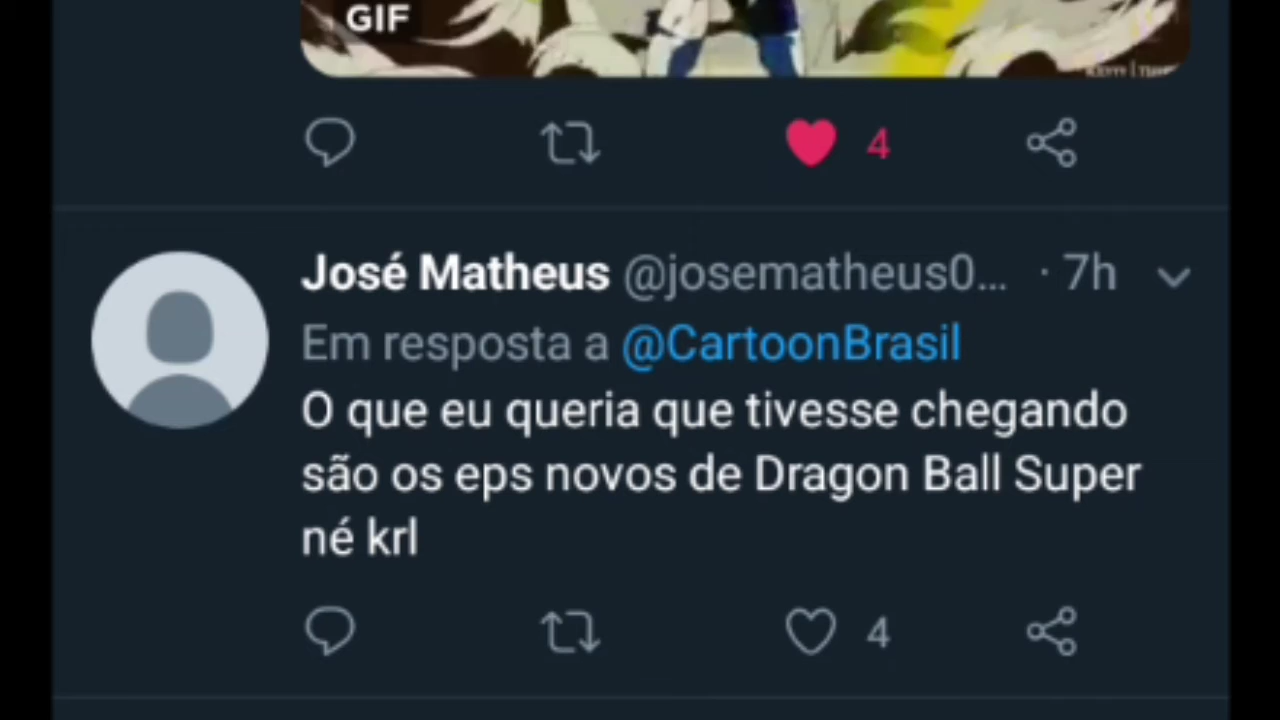 GIF
4
José Matheus @josematheus0... · 7h
Em resposta a @CartoonBrasil
O que eu queria que tivesse chegando
são os eps novos de Dragon Ball Super
né krl
4